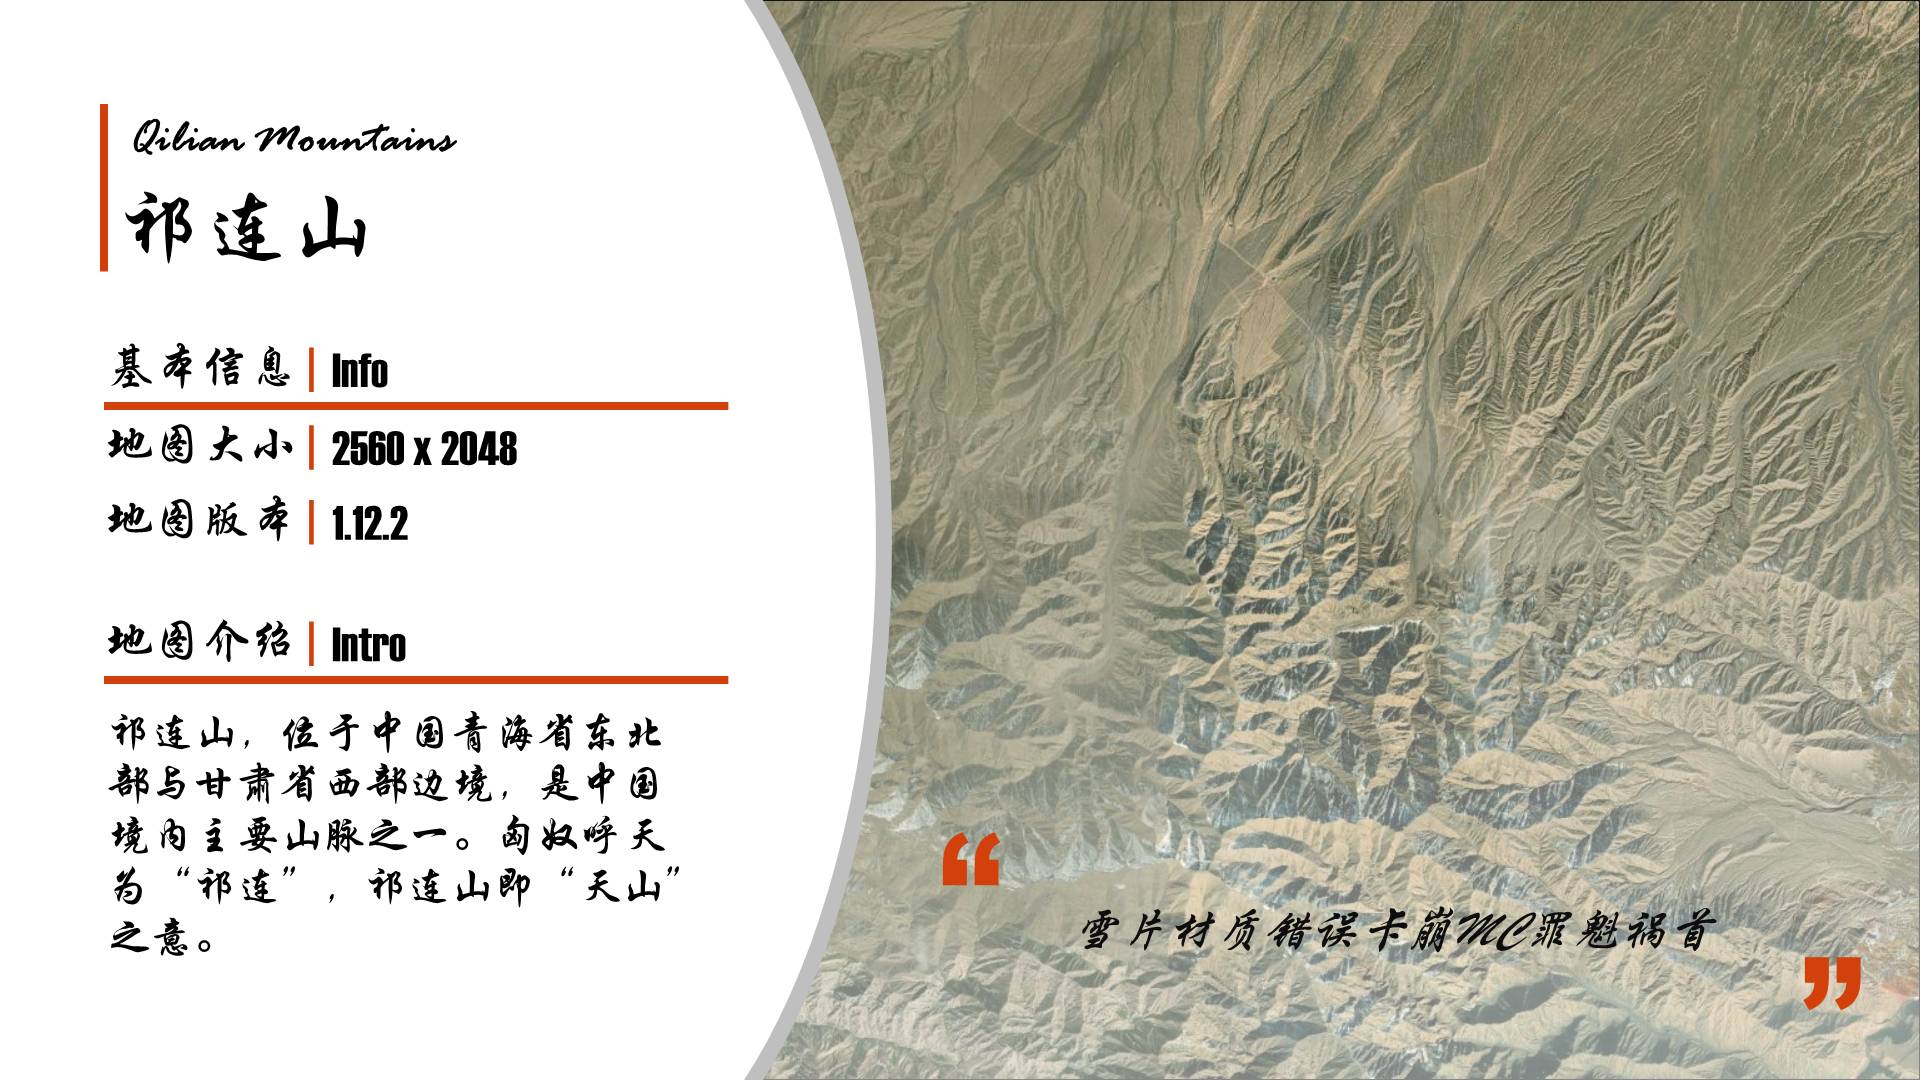 Qilian Mountains
祁连山
基本信息 | Info
地图大小 | 2560 x 2048
地图版本 | 1.12.2
地图介绍 | Intro
祁连山，位于中国青海省东北
部与甘肃省西部边境，是中国
境内主要山脉之一。匈奴呼天
为“祁连”，祁连山即“天山”
之意。
“
雪片材质错误卡崩MC罪魁祸首
”